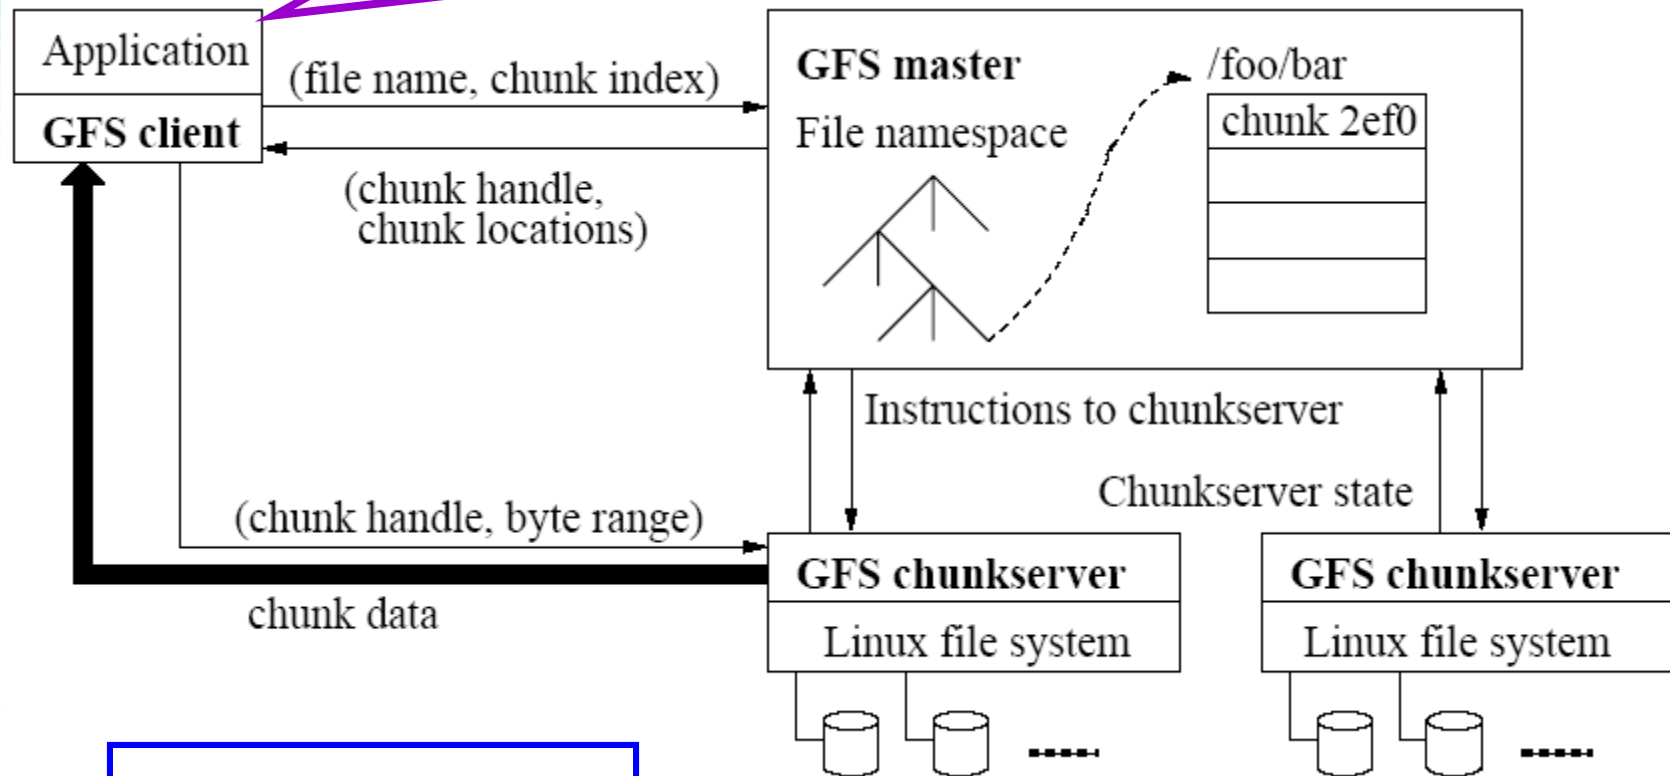 Application
GFS client
(file name, chunk index)
(chunk handle,
chunk locations)
GFS master
File namespace
/foo/bar
chunk 2ef0
Instructions to chunkserver
Chunkserver state
(chunk handle, byte range)
chunk data
GFS chunkserver
Linux file system
GFS chunkserver
Linux file system